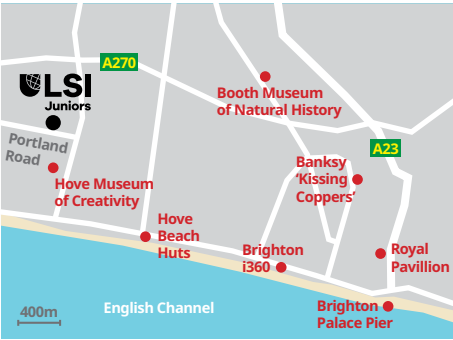 A270
LSI
Juniors
Portland
Road
Hove Museum
of Creativity
Booth Museum
of Natural History
A23
Banksy
‘Kissing
Coppers’
Hove
Beach
Huts
Brighton
i360
Royal
Pavillion
English Channel
Brighton
Palace Pier
400m